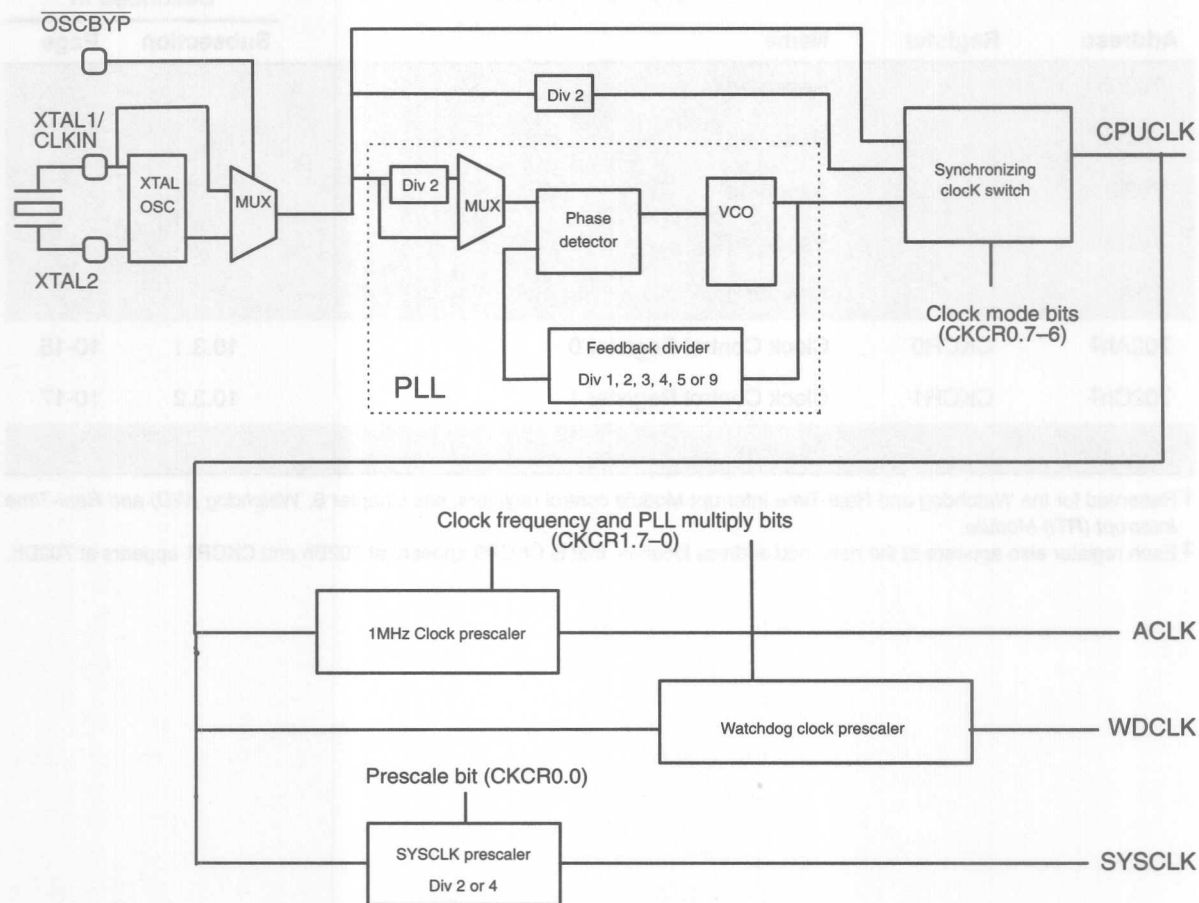 OSCBYP
XTAL1/
CLKIN
XTAL
OSC
MUX
XTAL2
Div 2
Div 2
MUX
Phase
detector
VCO
Feedback divider
Div 1, 2, 3, 4, 5 or 9
PLL
Synchronizing
clocK switch
CPUCLK
Clock mode bits
(CKCR0.7–6)
Clock frequency and PLL multiply bits
(CKCR1.7–0)
1MHz Clock prescaler
ACLK
Watchdog clock prescaler
WDCLK
Prescale bit (CKCR0.0)
SYSCLK prescaler
Div 2 or 4
SYSCLK